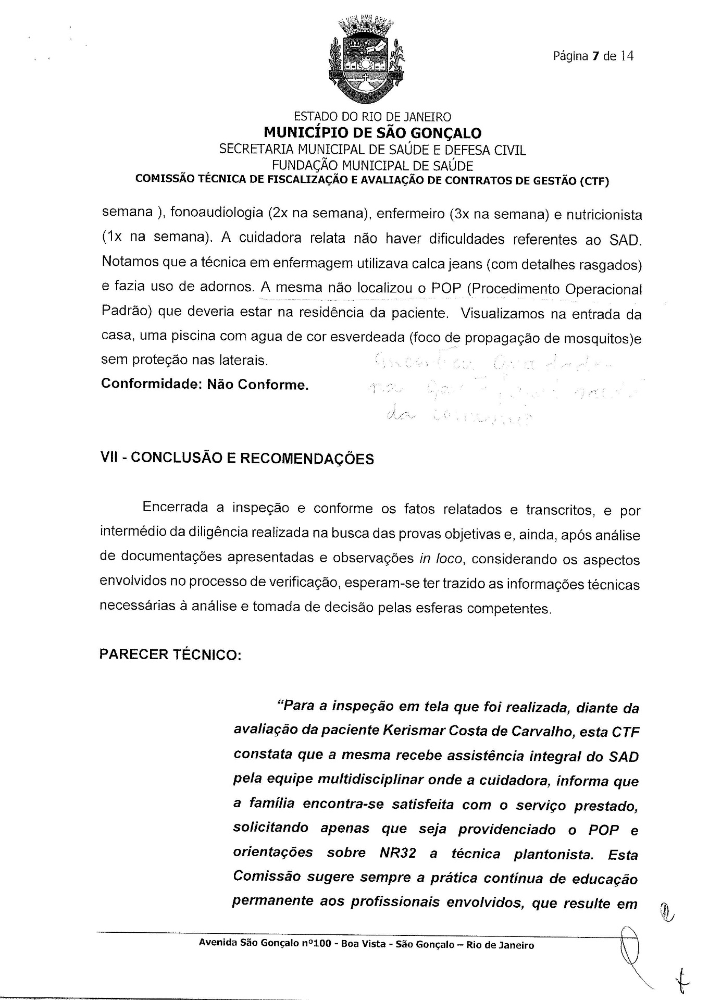 Página 7 de 14
SÃO GONÇALO
ESTADO DO RIO DE JANEIRO
MUNICÍPIO DE SÃO GONÇALO
SECRETARIA MUNICIPAL DE SAÚDE E DEFESA CIVIL
FUNDAÇÃO MUNICIPAL DE SAÚDE
COMISSÃO TÉCNICA DE FISCALIZAÇÃO E AVALIAÇÃO DE CONTRATOS DE GESTÃO (CTF)
semana ), fonoaudiologia (2x na semana), enfermeiro (3x na semana) e nutricionista
(1x na semana). A cuidadora relata não haver dificuldades referentes ao SAD.
Notamos que a técnica em enfermagem utilizava calca jeans (com detalhes rasgados)
e fazia uso de adornos. A mesma não localizou o POP (Procedimento Operacional
Padrão) que deveria estar na residência da paciente. Visualizamos na entrada da
casa, uma piscina com agua de cor esverdeada (foco de propagação de mosquitos)e
sem proteção nas laterais.
Conformidade: Não Conforme.
na
da
VII - CONCLUSÃO E RECOMENDAÇÕES
Encerrada a inspeção e conforme os fatos relatados e transcritos, e por
intermédio da diligência realizada na busca das provas objetivas e, ainda, após análise
de documentações apresentadas e observações in loco, considerando os aspectos
envolvidos no processo de verificação, esperam-se ter trazido as informações técnicas
necessárias à análise e tomada de decisão pelas esferas competentes.
PARECER TÉCNICO:
“Para a inspeção em tela que foi realizada, diante da
avaliação da paciente Kerismar Costa de Carvalho, esta CTF
constata que a mesma recebe assistência integral do SAD
pela equipe multidisciplinar onde a cuidadora, informa que
a família encontra-se satisfeita com o serviço prestado,
solicitando apenas que seja providenciado o POP e
orientações sobre NR32 a técnica plantonista. Esta
Comissão sugere sempre a prática contínua de educação
permanente aos profissionais envolvidos, que resulte em
Avenida São Gonçalo nº100 - Boa Vista - São Gonçalo – Rio de Janeiro